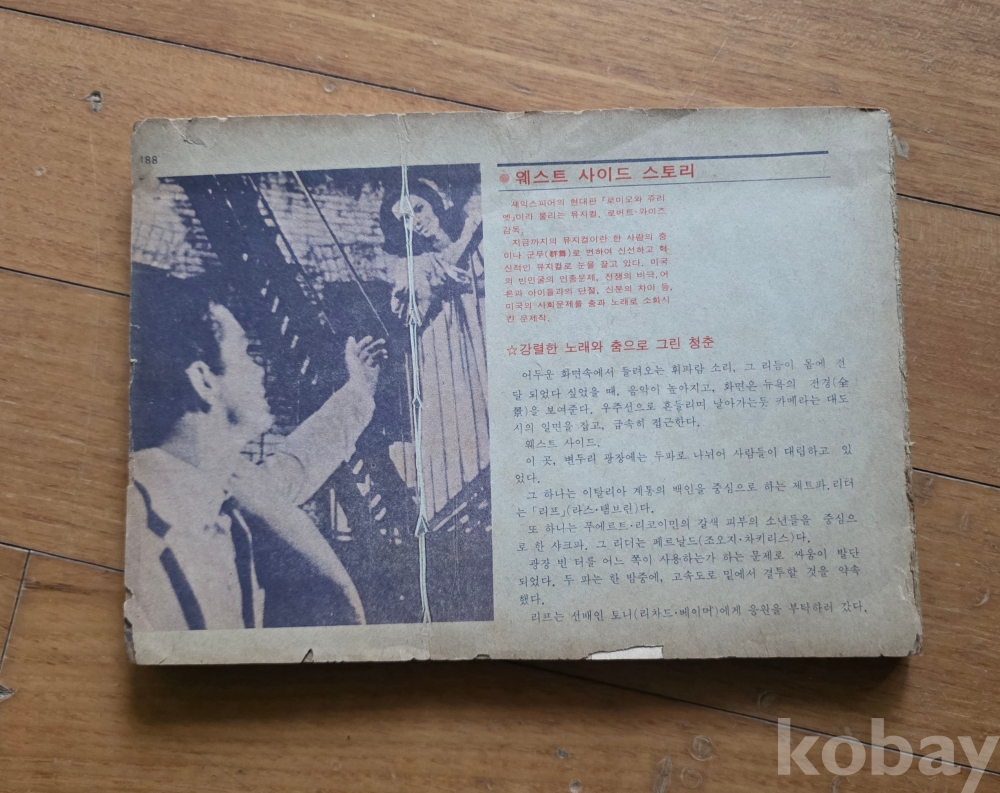 188
웨스트 사이드 스토리
셰익스피어의 현대판 「로미오와 쥬리
엣」이라 불리는 뮤지컬. 로버트·와이즈
감독.
지금까지의 뮤지컬이란 한 사람의 춤
이나 군무(群舞)로 변하여 신선하고 혁
신적인 뮤지컬로 눈을 끌고 있다. 미국
의 빈민굴의 인종문제, 전쟁의 비극, 어
른과 아이들과의 단절, 신분의 차이 등,
미국의 사회문제를 춤과 노래로 소화시
킨 문제작.
☆강렬한 노래와 춤으로 그린 청춘
어두운 화면속에서 들려오는 휘파람 소리, 그 리듬이 몸에 전
달 되었다 싶었을 때, 음악이 높아지고, 화면은 뉴욕의 전경(全
景)을 보여준다. 우주선으로 흔들리며 날아가는듯 카메라는 대도
시의 일면을 잡고, 급속히 접근한다.
웨스트 사이드.
이 곳, 변두리 광장에는 두파로 나뉘어 사람들이 대립하고 있
었다.
그 하나는 이탈리아 계통의 백인을 중심으로 하는 제트파. 리더
는 「리프」(라스·탬브린)다.
또 하나는 푸에르트·리코이민의 갈색 피부의 소년들을 중심으
로 한 샤크파. 그 리더는 베르날드(조오지·차키리스)다.
광장 빈 터를 어느 쪽이 사용하는가 하는 문제로 싸움이 발단
되었다. 두 파는 한 밤중에, 고속도로 밑에서 결투할 것을 약속
했다.
리프는 선배인 토니(리차드·베이머)에게 응원을 부탁하러 갔다.
kobay